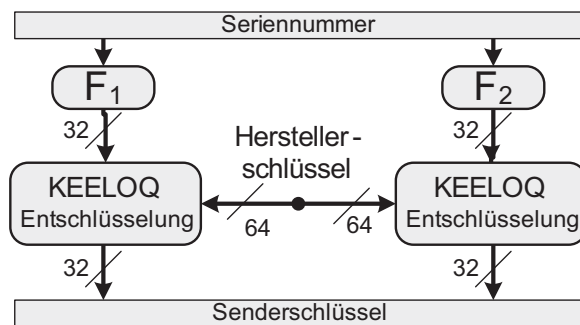 Seriennummer
F1 F2
32 32
Hersteller-
schlüssel
KEELOQ KEELOQ
Entschlüsselung Entschlüsselung
64 64
32 32
Senderschlüssel